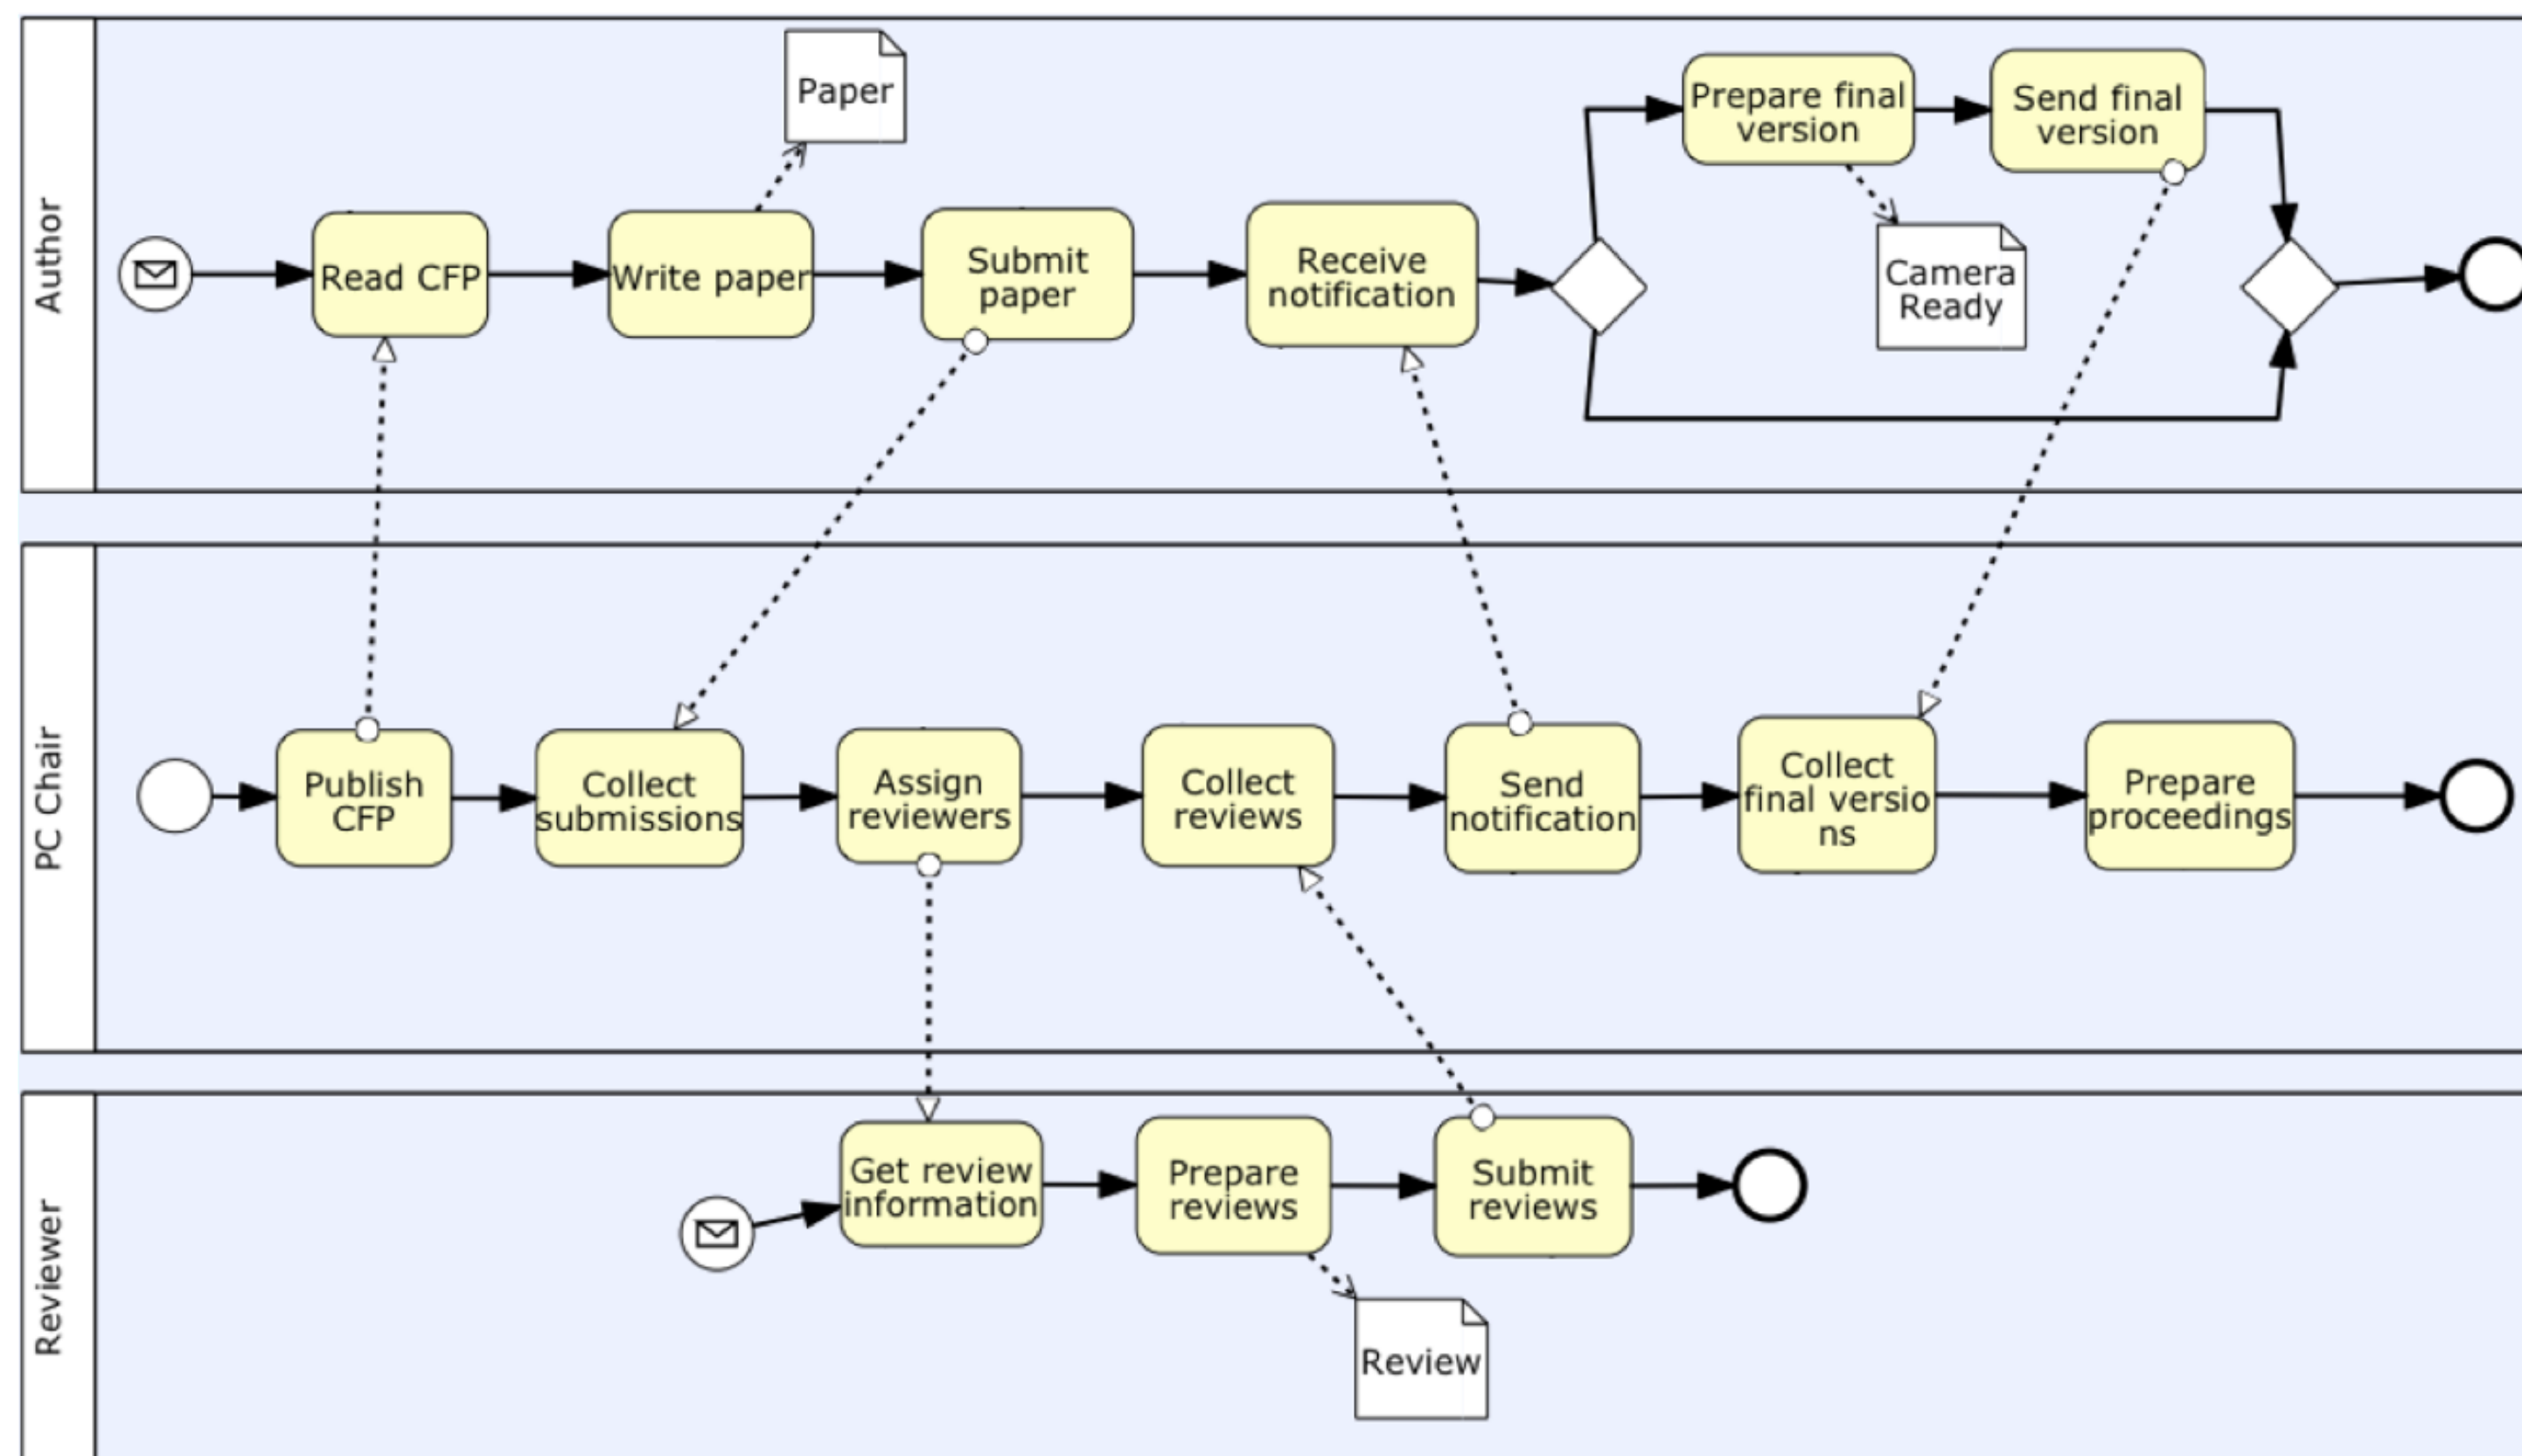 Author
Paper
Prepare final
version
Send final
version
Read CFP
Write paper
Submit
paper
Receive
notification
Camera
Ready
PC Chair
Publish
CFP
Collect
submissions
Assign
reviewers
Collect
reviews
Send
notification
Collect
final versio
ns
Prepare
proceedings
Reviewer
Get review
information
Prepare
reviews
Submit
reviews
Review